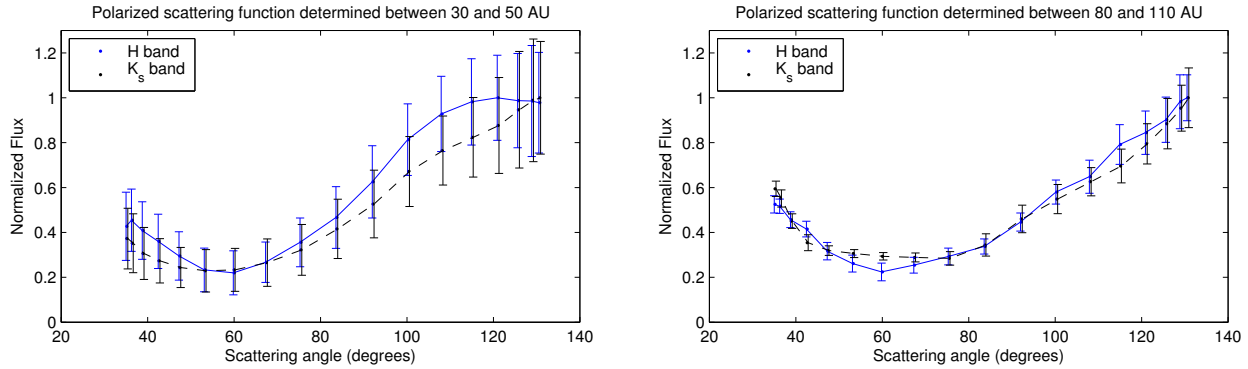 Polarized scattering function determined between 30 and 50 AU
1.2
1
0.8
0.6
0.4
0.2
0
Normalized Flux
H band
K_s band
20 40 60 80 100 120 140
Scattering angle (degrees)
Polarized scattering function determined between 80 and 110 AU
1.2
1
0.8
0.6
0.4
0.2
0
Normalized Flux
H band
K_s band
20 40 60 80 100 120 140
Scattering angle (degrees)